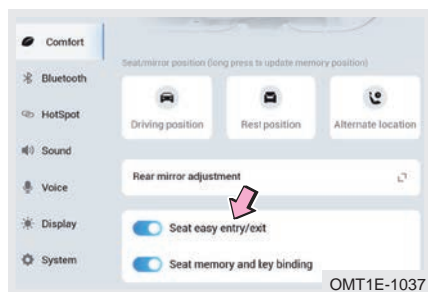 Comfort
Seat/mirror position (long press to update memory position)
Bluetooth
HotSpot
Driving position
Rest position
Alternate location
Sound
Rear mirror adjustment
Voice
Seat easy entry/exit
Display
Seat memory and key binding
System
OMT1E-1037